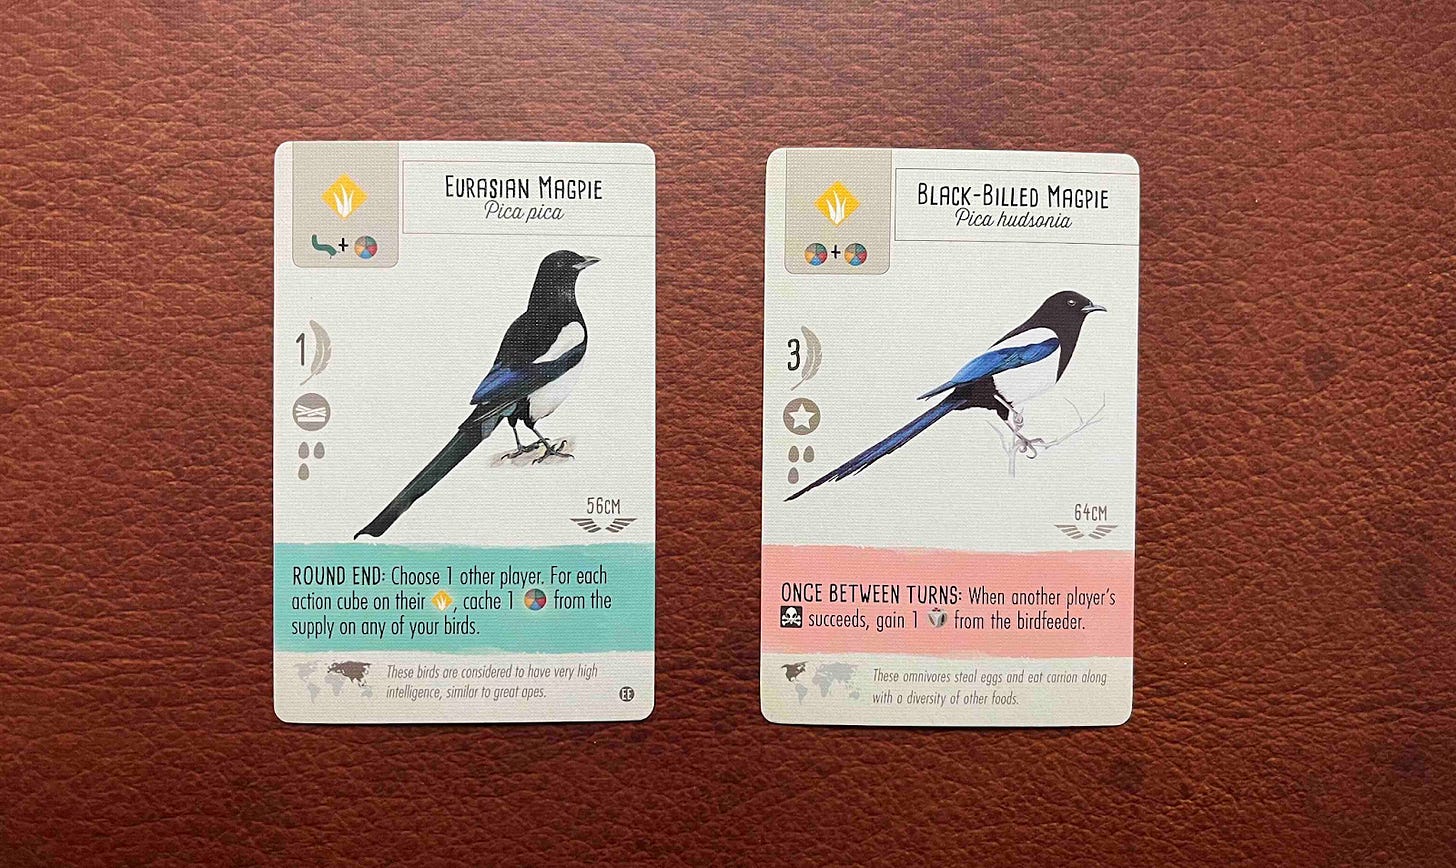 EURASIAN MAGPIE
Pica pica
1
56CM
ROUND END: Choose 1 other player. For each
action cube on their , cache 1 from the
supply on any of your birds.
These birds are considered to have very high
intelligence, similar to great apes.
EE
BLACK-BILLED MAGPIE
Pica hudsonia
3
64CM
ONCE BETWEEN TURNS: When another player's
succeeds, gain 1 from the birdfeeder.
These omnivores steal eggs and eat carrion along
with a diversity of other foods.